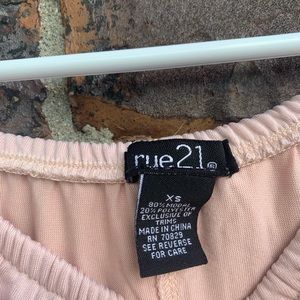 rue21
XS
80% MODAL
20% POLYESTER
EXCLUSIVE OF
TRIMS
MADE IN CHINA
RN 70829
SEE REVERSE
FOR CARE